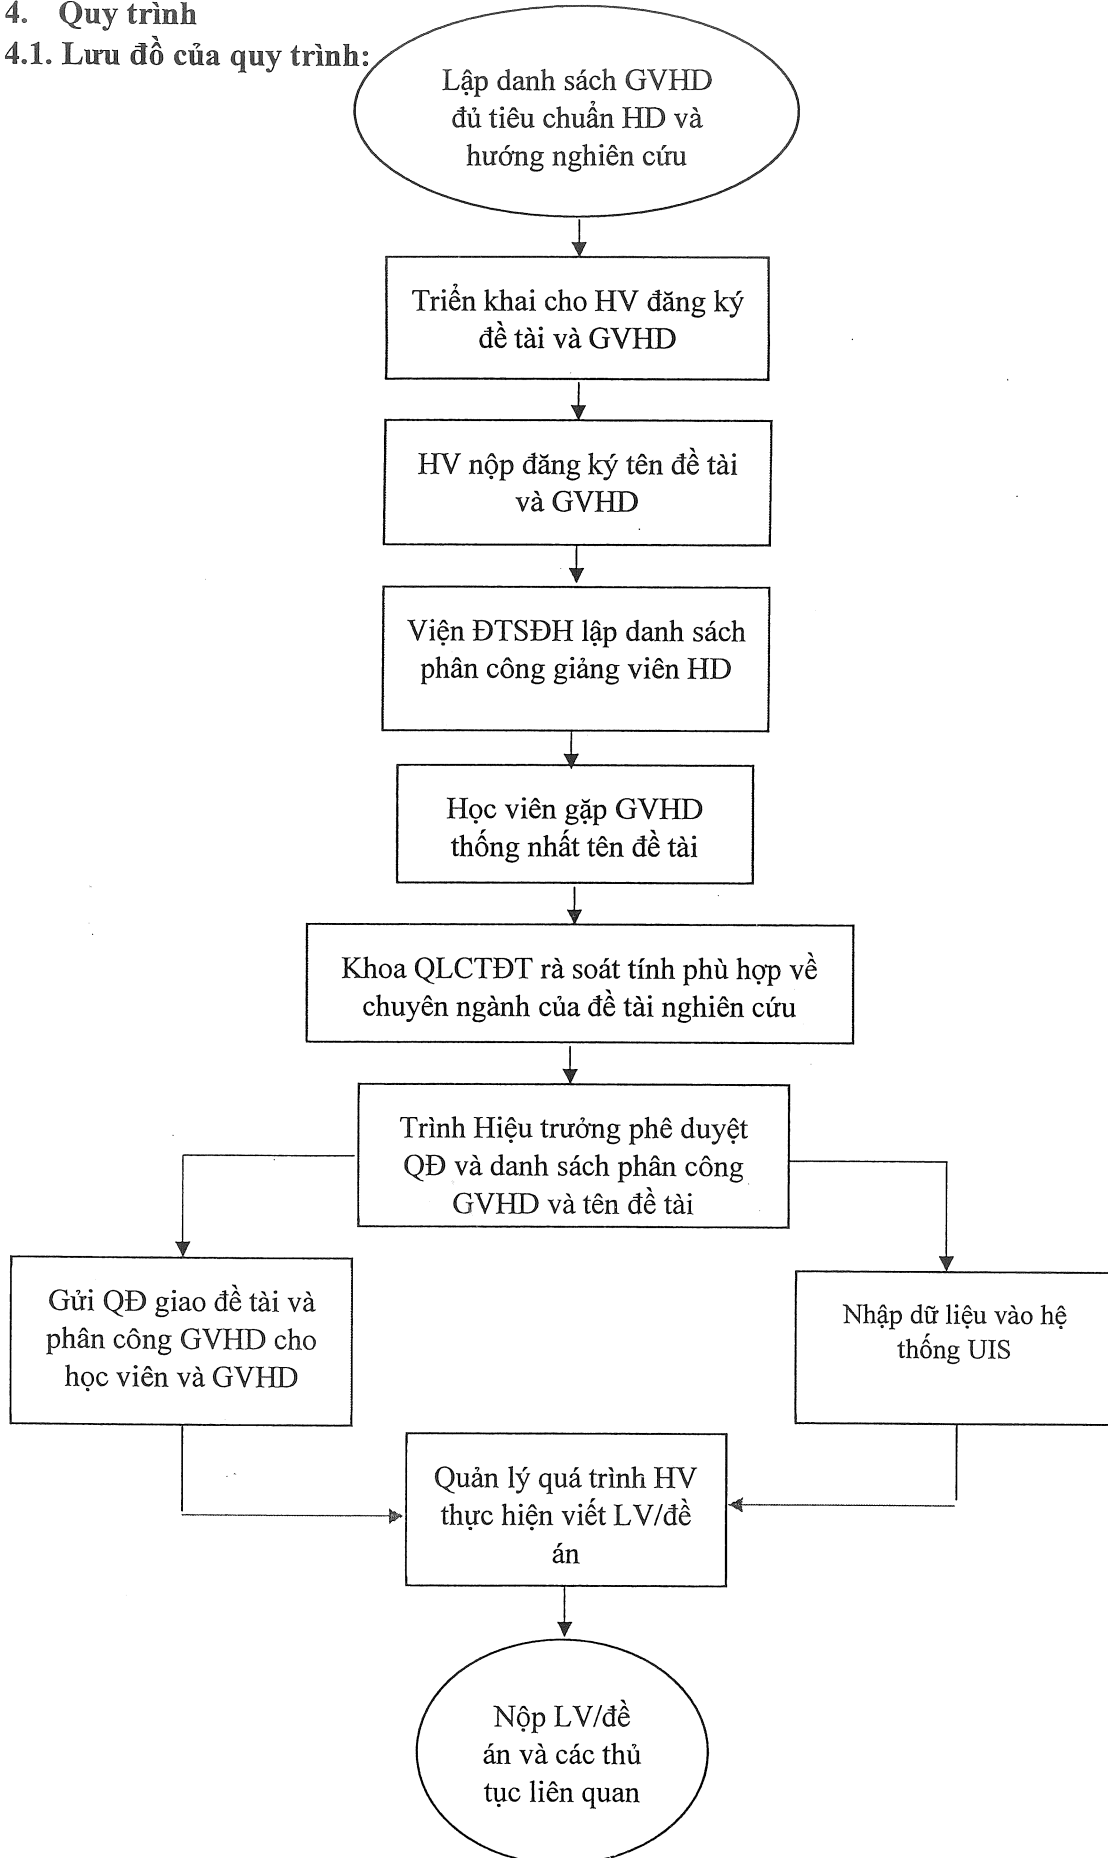 4. Quy trình
4.1. Lưu đồ của quy trình:
Lập danh sách GVHD
đủ tiêu chuẩn HD và
hướng nghiên cứu
Triển khai cho HV đăng ký
đề tài và GVHD
HV nộp đăng ký tên đề tài
và GVHD
Viện ĐTSĐH lập danh sách
phân công giảng viên HD
Học viên gặp GVHD
thống nhất tên đề tài
Khoa QLCTĐT rà soát tính phù hợp về
chuyên ngành của đề tài nghiên cứu
Trình Hiệu trưởng phê duyệt
QĐ và danh sách phân công
GVHD và tên đề tài
Gửi QĐ giao đề tài và
phân công GVHD cho
học viên và GVHD
Nhập dữ liệu vào hệ
thống UIS
Quản lý quá trình HV
thực hiện viết LV/đề
án
Nộp LV/đề
án và các thủ
tục liên quan